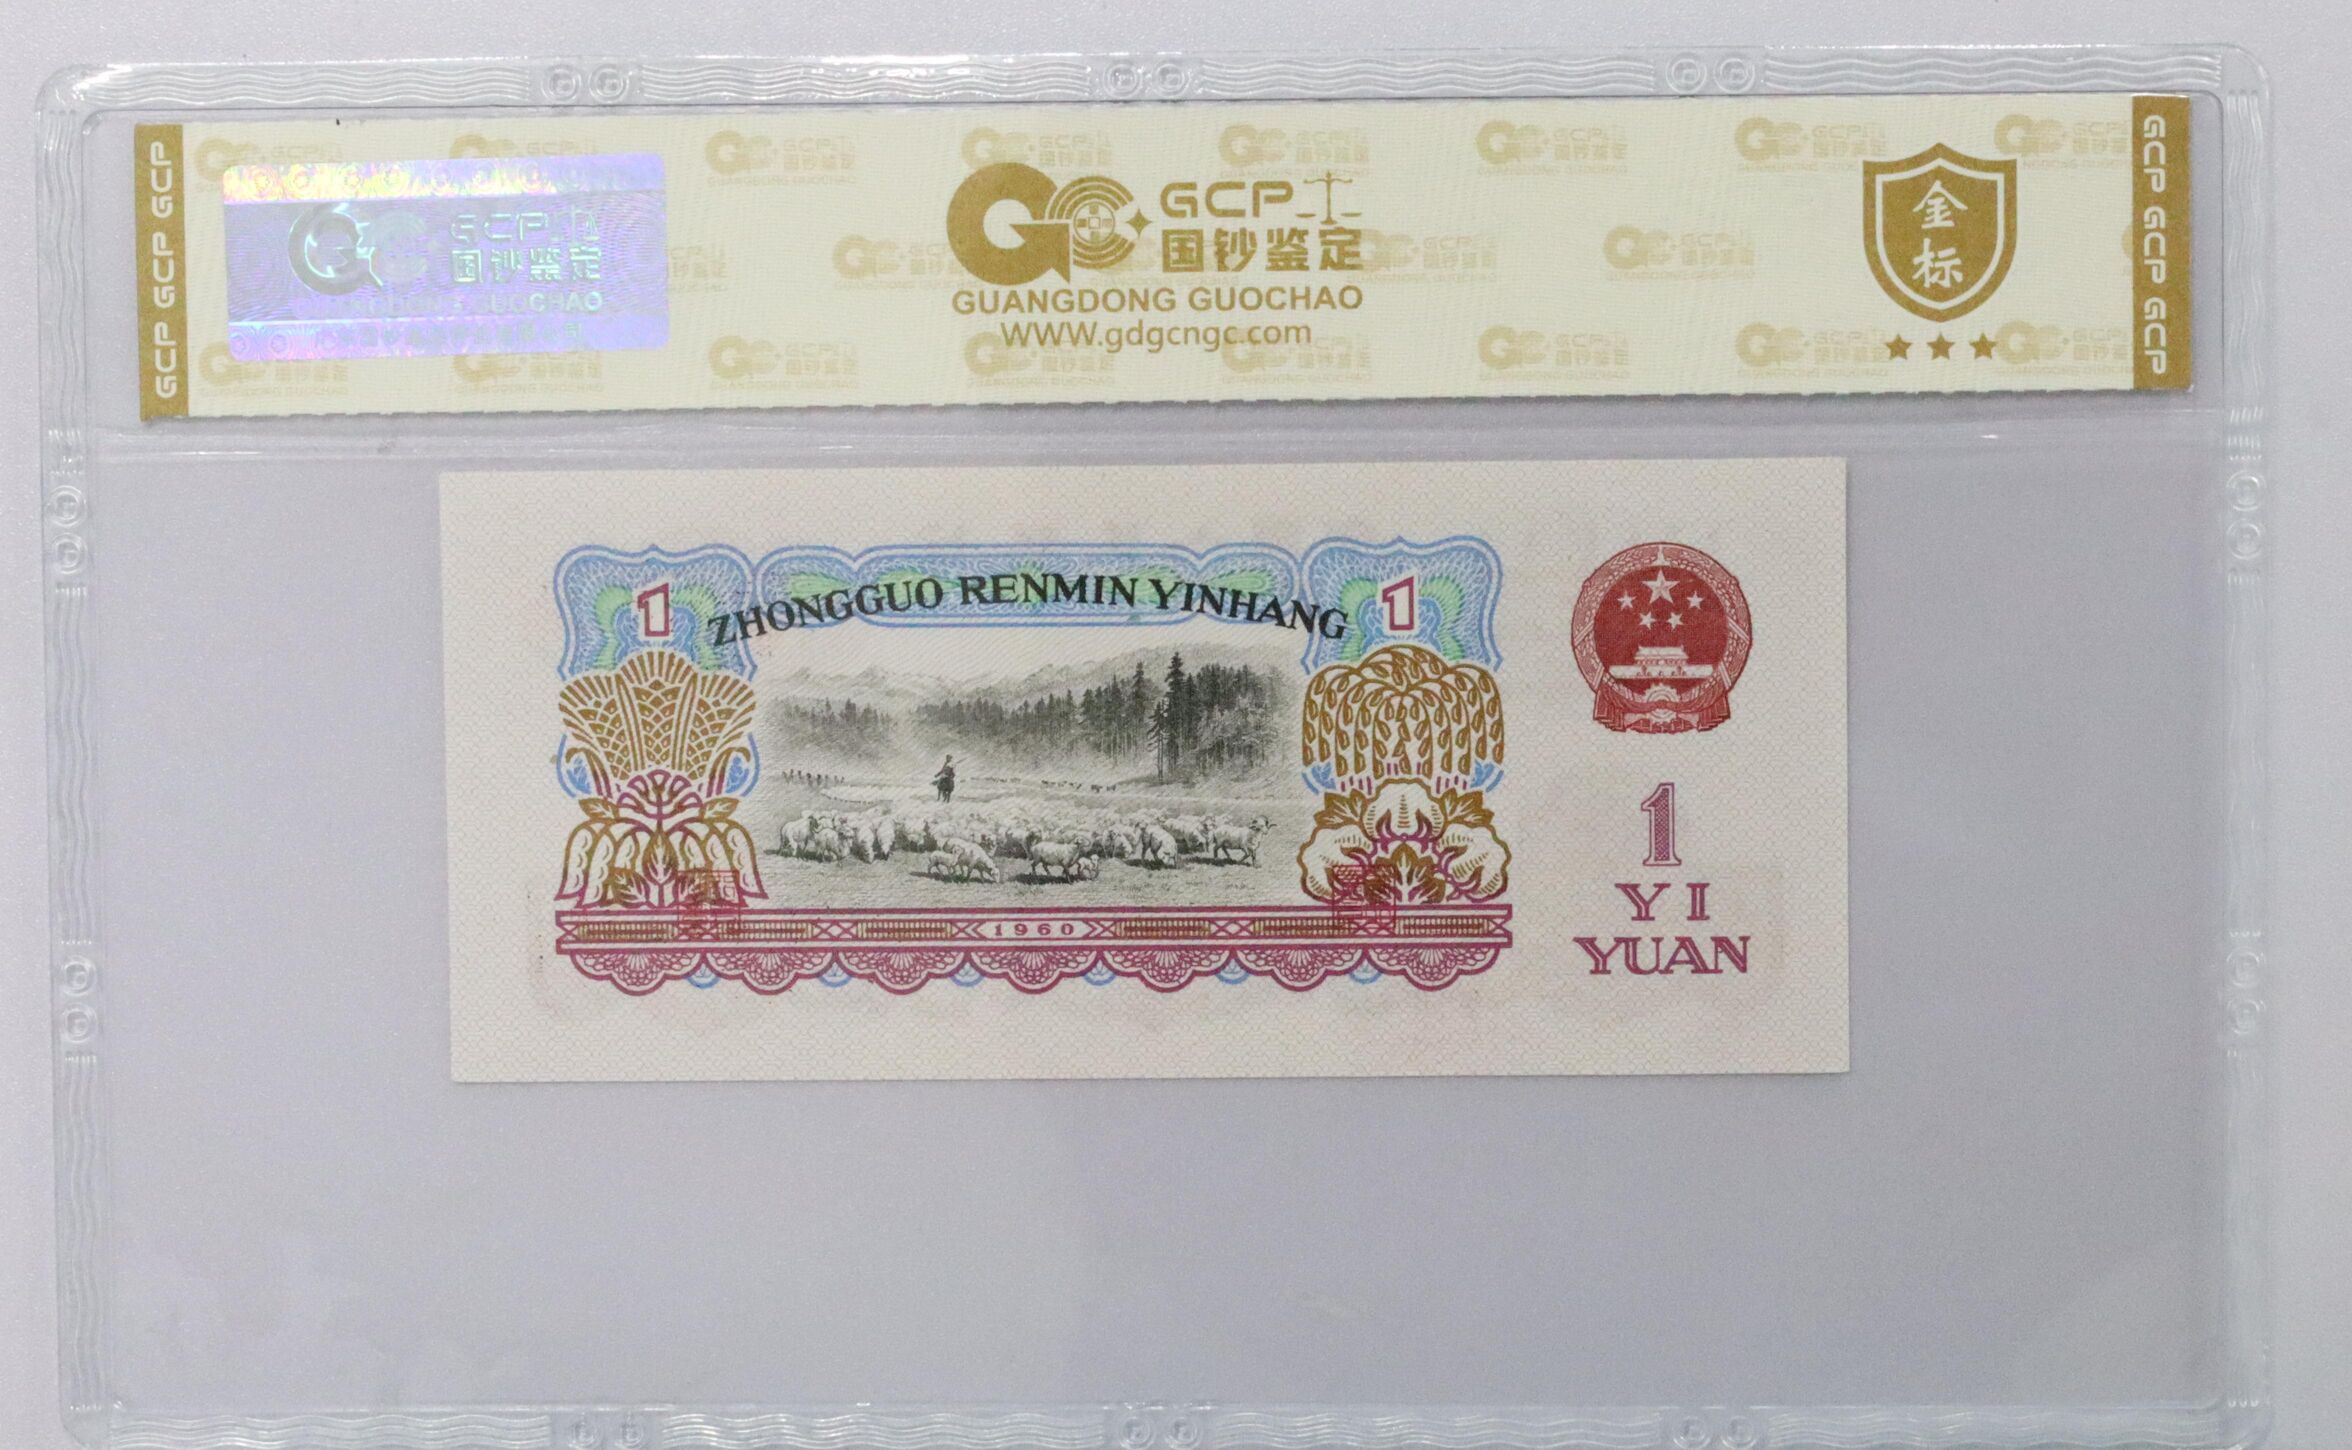 GCP GCP GCP
GCP
国钞鉴定
GUANGDONG GUOCHAO
GCP
国钞鉴定
GUANGDONG GUOCHAO
WWW.gdgcngc.com
金
标
GCP GCP GCP
1
ZHONGGUO RENMIN YINHANG
1
1960
1
YI
YUAN